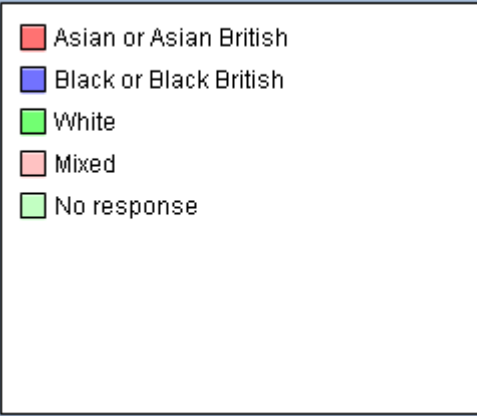 Asian or Asian British
Black or Black British
White
Mixed
No response